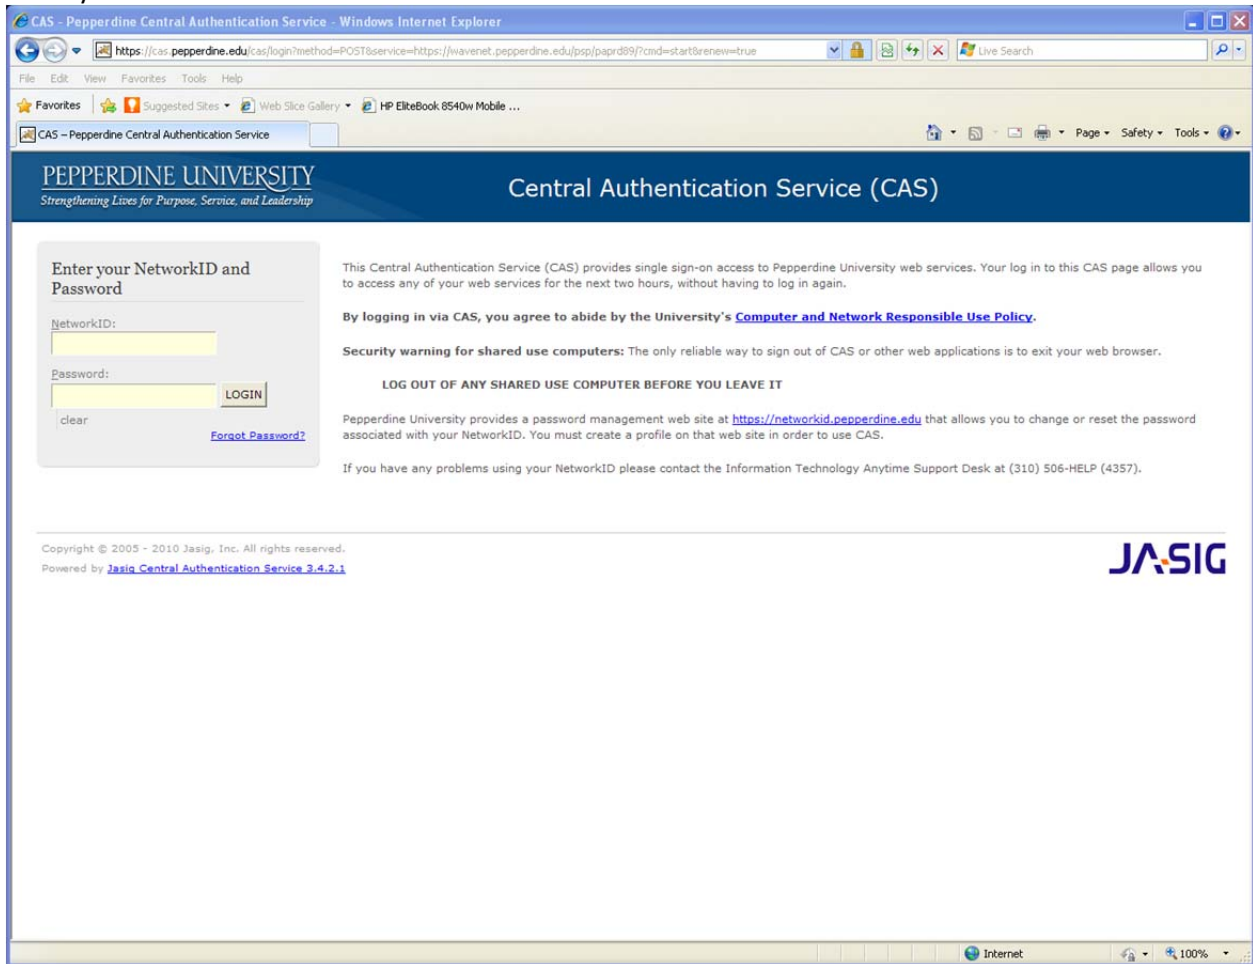 CAS - Pepperdine Central Authentication Service - Windows Internet Explorer
https://cas.pepperdine.edu/cas/login?method=POST&service=https://wavenet.pepperdine.edu/psp/paprd89/?cmd=start&renew=true
Live Search
File Edit View Favorites Tools Help
Favorites Suggested Sites Web Slice Gallery HP EliteBook 8540w Mobile ...
CAS – Pepperdine Central Authentication Service
Page Safety Tools
PEPPERDINE UNIVERSITY
Strengthening Lives for Purpose, Service, and Leadership
Central Authentication Service (CAS)
Enter your NetworkID and
Password
NetworkID:
Password:
LOGIN
clear
Forgot Password?
This Central Authentication Service (CAS) provides single sign-on access to Pepperdine University web services. Your log in to this CAS page allows you
to access any of your web services for the next two hours, without having to log in again.
By logging in via CAS, you agree to abide by the University's Computer and Network Responsible Use Policy.
Security warning for shared use computers: The only reliable way to sign out of CAS or other web applications is to exit your web browser.
LOG OUT OF ANY SHARED USE COMPUTER BEFORE YOU LEAVE IT
Pepperdine University provides a password management web site at https://networkid.pepperdine.edu that allows you to change or reset the password
associated with your NetworkID. You must create a profile on that web site in order to use CAS.
If you have any problems using your NetworkID please contact the Information Technology Anytime Support Desk at (310) 506-HELP (4357).
Copyright © 2005 - 2010 Jasig, Inc. All rights reserved.
Powered by Jasig Central Authentication Service 3.4.2.1
JA-SIG
Internet
100%